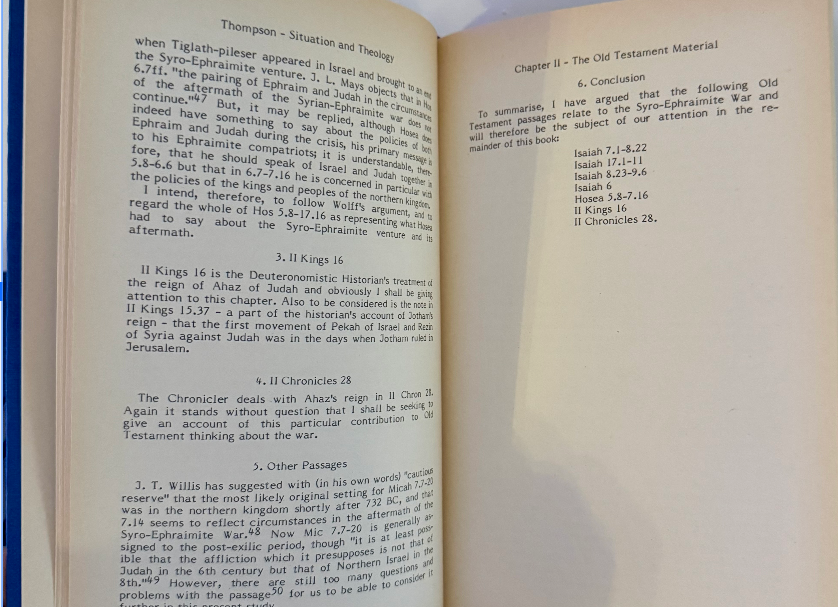 Thompson - Situation and Theology
when Tiglath-pileser appeared in Israel and brought to an end
the Syro-Ephraimite venture. J. L. Mays objects that in Hos
6.7ff. "the pairing of Ephraim and Judah in the circumstances
of the aftermath of the Syrian-Ephraimite war does not
continue."47 But, it may be replied, although Hosea does
indeed have something to say about the policies of both
Ephraim and Judah during the crisis, his primary message is
to his Ephraimite compatriots; it is understandable, there-
fore, that he should speak of Israel and Judah together in
5.8-6.6 but that in 6.7-7.16 he is concerned in particular with
the policies of the kings and peoples of the northern kingdom.
I intend, therefore, to follow Wolff's argument, and to
regard the whole of Hos 5.8-17.16 as representing what Hosea
had to say about the Syro-Ephraimite venture and its
aftermath.
3. II Kings 16
II Kings 16 is the Deuteronomistic Historian's treatment of
the reign of Ahaz of Judah and obviously I shall be giving
attention to this chapter. Also to be considered is the note in
II Kings 15.37 - a part of the historian's account of Jotham's
reign - that the first movement of Pekah of Israel and Rezin
of Syria against Judah was in the days when Jotham ruled in
Jerusalem.
4. II Chronicles 28
The Chronicler deals with Ahaz's reign in II Chron 28.
Again it stands without question that I shall be seeking to
give an account of this particular contribution to Old
Testament thinking about the war.
5. Other Passages
J. T. Willis has suggested with (in his own words) "cautious
reserve" that the most likely original setting for Micah 7.7-20
was in the northern kingdom shortly after 732 BC, and that
7.14 seems to reflect circumstances in the aftermath of the
Syro-Ephraimite War.48 Now Mic 7.7-20 is generally as-
signed to the post-exilic period, though "it is at least poss-
ible that the affliction which it presupposes is not that of
Judah in the 6th century but that of Northern Israel in the
8th."49 However, there are still too many questions and
problems with the passage50 for us to be able to consider it
further in this present study.
Chapter II - The Old Testament Material
6. Conclusion
To summarise, I have argued that the following Old
Testament passages relate to the Syro-Ephraimite War and
will therefore be the subject of our attention in the re-
mainder of this book:
Isaiah 7.1-8.22
Isaiah 17.1-11
Isaiah 8.23-9.6
Isaiah 6
Hosea 5.8-7.16
II Kings 16
II Chronicles 28.